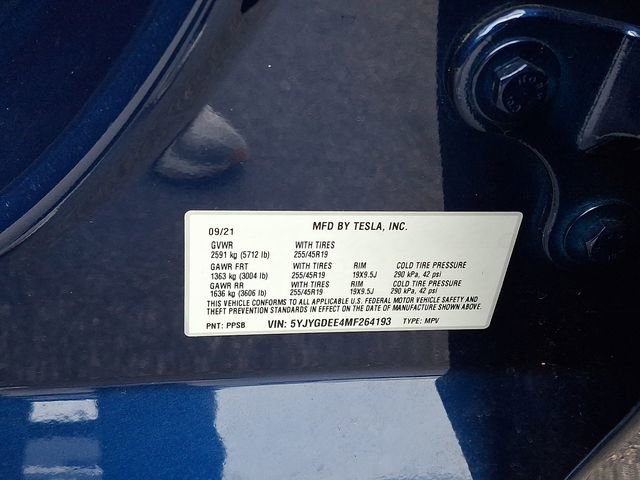 09/21 MFD BY TESLA, INC.
GVWR WITH TIRES
2591 kg (5712 lb) 255/45R19
GAWR FRT WITH TIRES RIM COLD TIRE PRESSURE
1363 kg (3004 lb) 255/45R19 19X9.5J 290 kPa, 42 psi
GAWR RR WITH TIRES RIM COLD TIRE PRESSURE
1636 kg (3606 lb) 255/45R19 19X9.5J 290 kPa, 42 psi
THIS VEHICLE CONFORMS TO ALL APPLICABLE U.S. FEDERAL MOTOR VEHICLE SAFETY AND
THEFT PREVENTION STANDARDS IN EFFECT ON THE DATE OF MANUFACTURE SHOWN ABOVE.
PNT: PPSB VIN: 5YJYGDEE4MF264193 TYPE: MPV